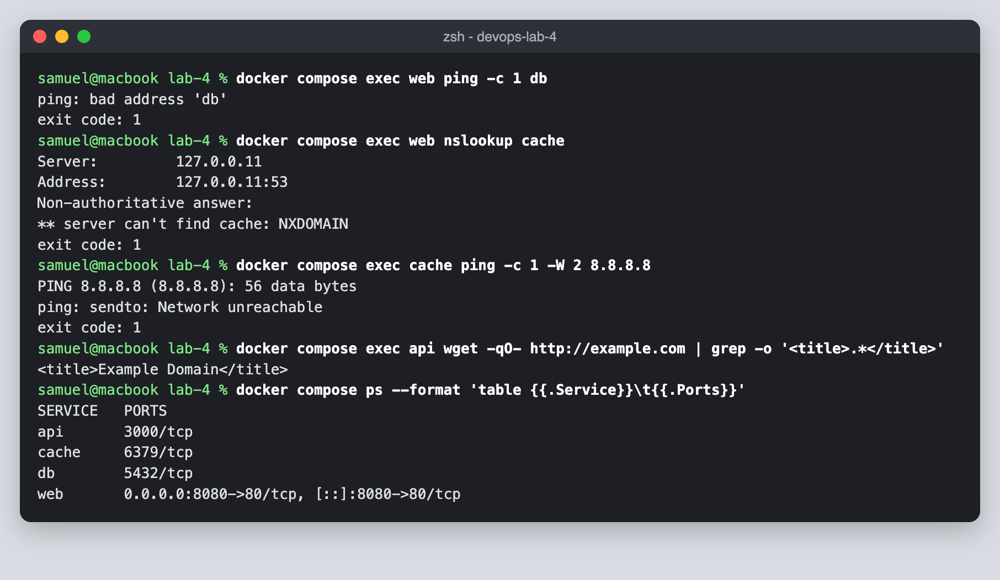 zsh - devops-lab-4
samuel@macbook lab-4 % docker compose exec web ping -c 1 db
ping: bad address 'db'
exit code: 1
samuel@macbook lab-4 % docker compose exec web nslookup cache
Server:         127.0.0.11
Address:        127.0.0.11:53
Non-authoritative answer:
** server can't find cache: NXDOMAIN
exit code: 1
samuel@macbook lab-4 % docker compose exec cache ping -c 1 -W 2 8.8.8.8
PING 8.8.8.8 (8.8.8.8): 56 data bytes
ping: sendto: Network unreachable
exit code: 1
samuel@macbook lab-4 % docker compose exec api wget -qO- http://example.com | grep -o '<title>.*</title>'
<title>Example Domain</title>
samuel@macbook lab-4 % docker compose ps --format 'table {{.Service}}\t{{.Ports}}'
SERVICE   PORTS
api       3000/tcp
cache     6379/tcp
db        5432/tcp
web       0.0.0.0:8080->80/tcp, [::]:8080->80/tcp